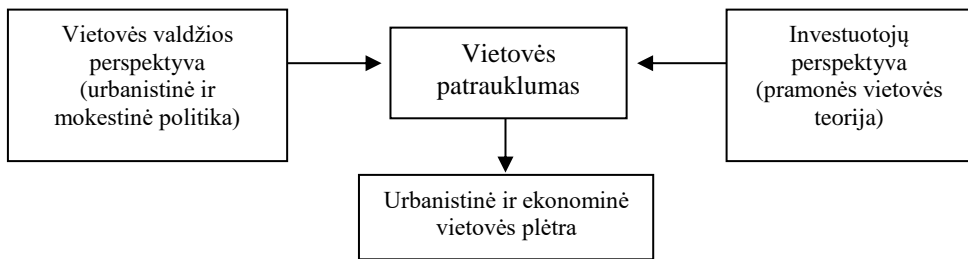 Vietovės valdžios
perspektyva
(urbanistinė ir
mokestinė politika)
Vietovės
patrauklumas
Investuotojų
perspektyva
(pramonės vietovės
teorija)
Urbanistinė ir ekonominė
vietovės plėtra